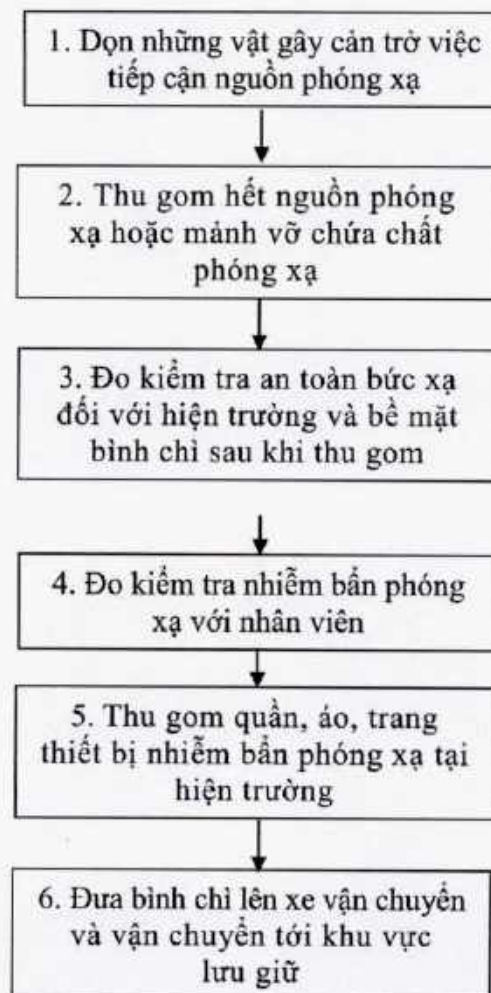 1. Dọn những vật gây cản trở việc
tiếp cận nguồn phóng xạ
2. Thu gom hết nguồn phóng
xạ hoặc mảnh vỡ chứa chất
phóng xạ
3. Đo kiểm tra an toàn bức xạ
đối với hiện trường và bề mặt
bình chì sau khi thu gom
4. Đo kiểm tra nhiễm bẩn phóng
xạ với nhân viên
5. Thu gom quần, áo, trang
thiết bị nhiễm bẩn phóng xạ tại
hiện trường
6. Đưa bình chì lên xe vận chuyển
và vận chuyển tới khu vực
lưu giữ